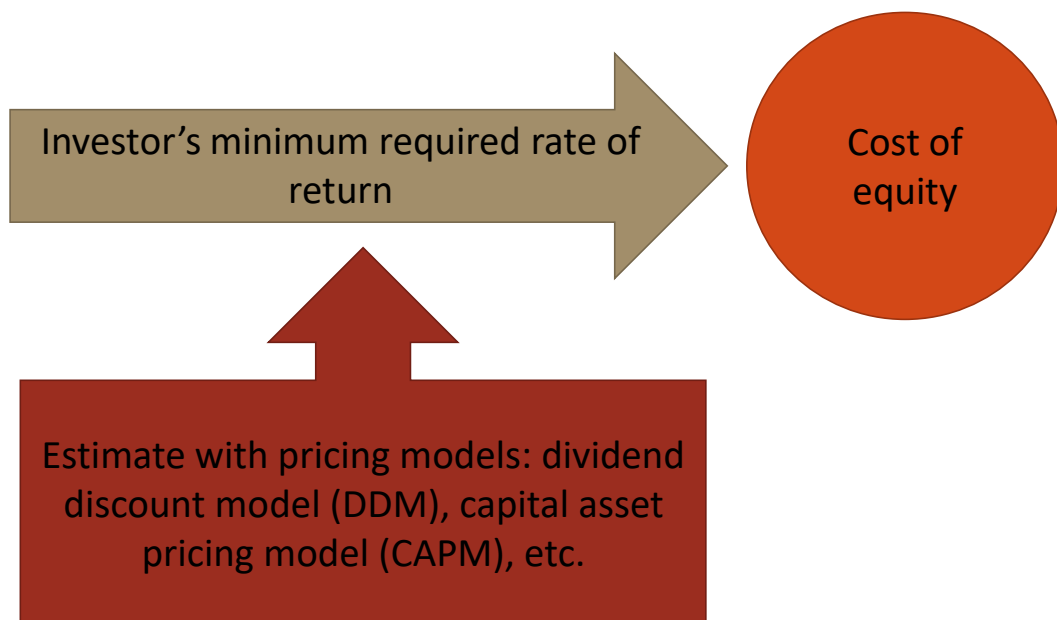 Investor’s minimum required rate of
return
Cost of
equity
Estimate with pricing models: dividend
discount model (DDM), capital asset
pricing model (CAPM), etc.